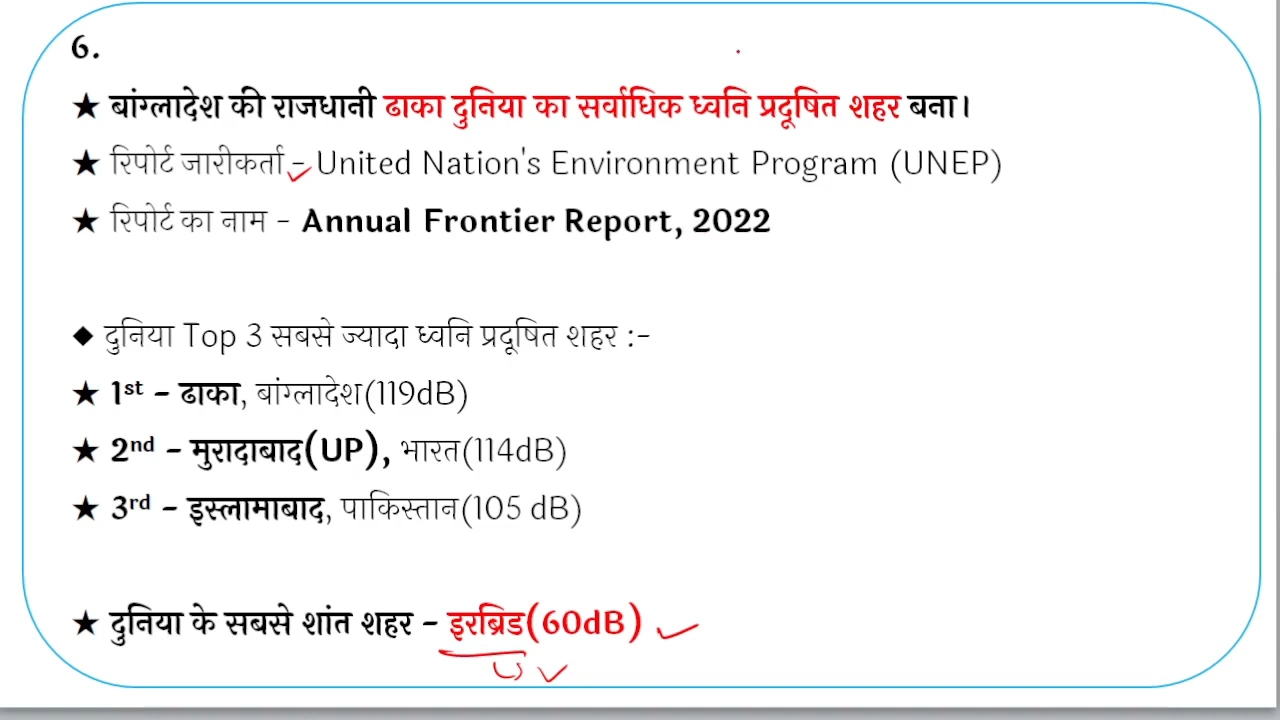 6.
★ बांग्लादेश की राजधानी ढाका दुनिया का सर्वाधिक ध्वनि प्रदूषित शहर बना।
★ रिपोर्ट जारीकर्ता - United Nation's Environment Program (UNEP)
★ रिपोर्ट का नाम - Annual Frontier Report, 2022
◆ दुनिया Top 3 सबसे ज्यादा ध्वनि प्रदूषित शहर :-
★ 1st - ढाका, बांग्लादेश(119dB)
★ 2nd - मुरादाबाद(UP), भारत(114dB)
★ 3rd - इस्लामाबाद, पाकिस्तान(105 dB)
★ दुनिया के सबसे शांत शहर - इरब्रिड(60dB)